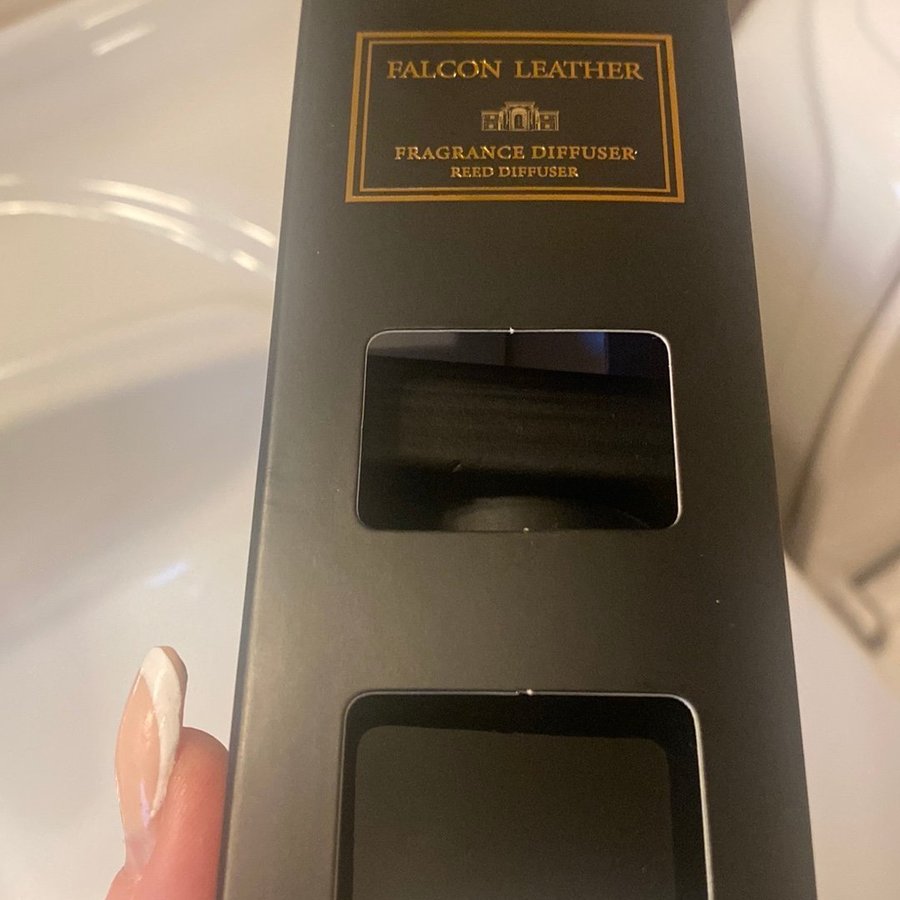 FALCON LEATHER
FRAGRANCE DIFFUSER
REED DIFFUSER